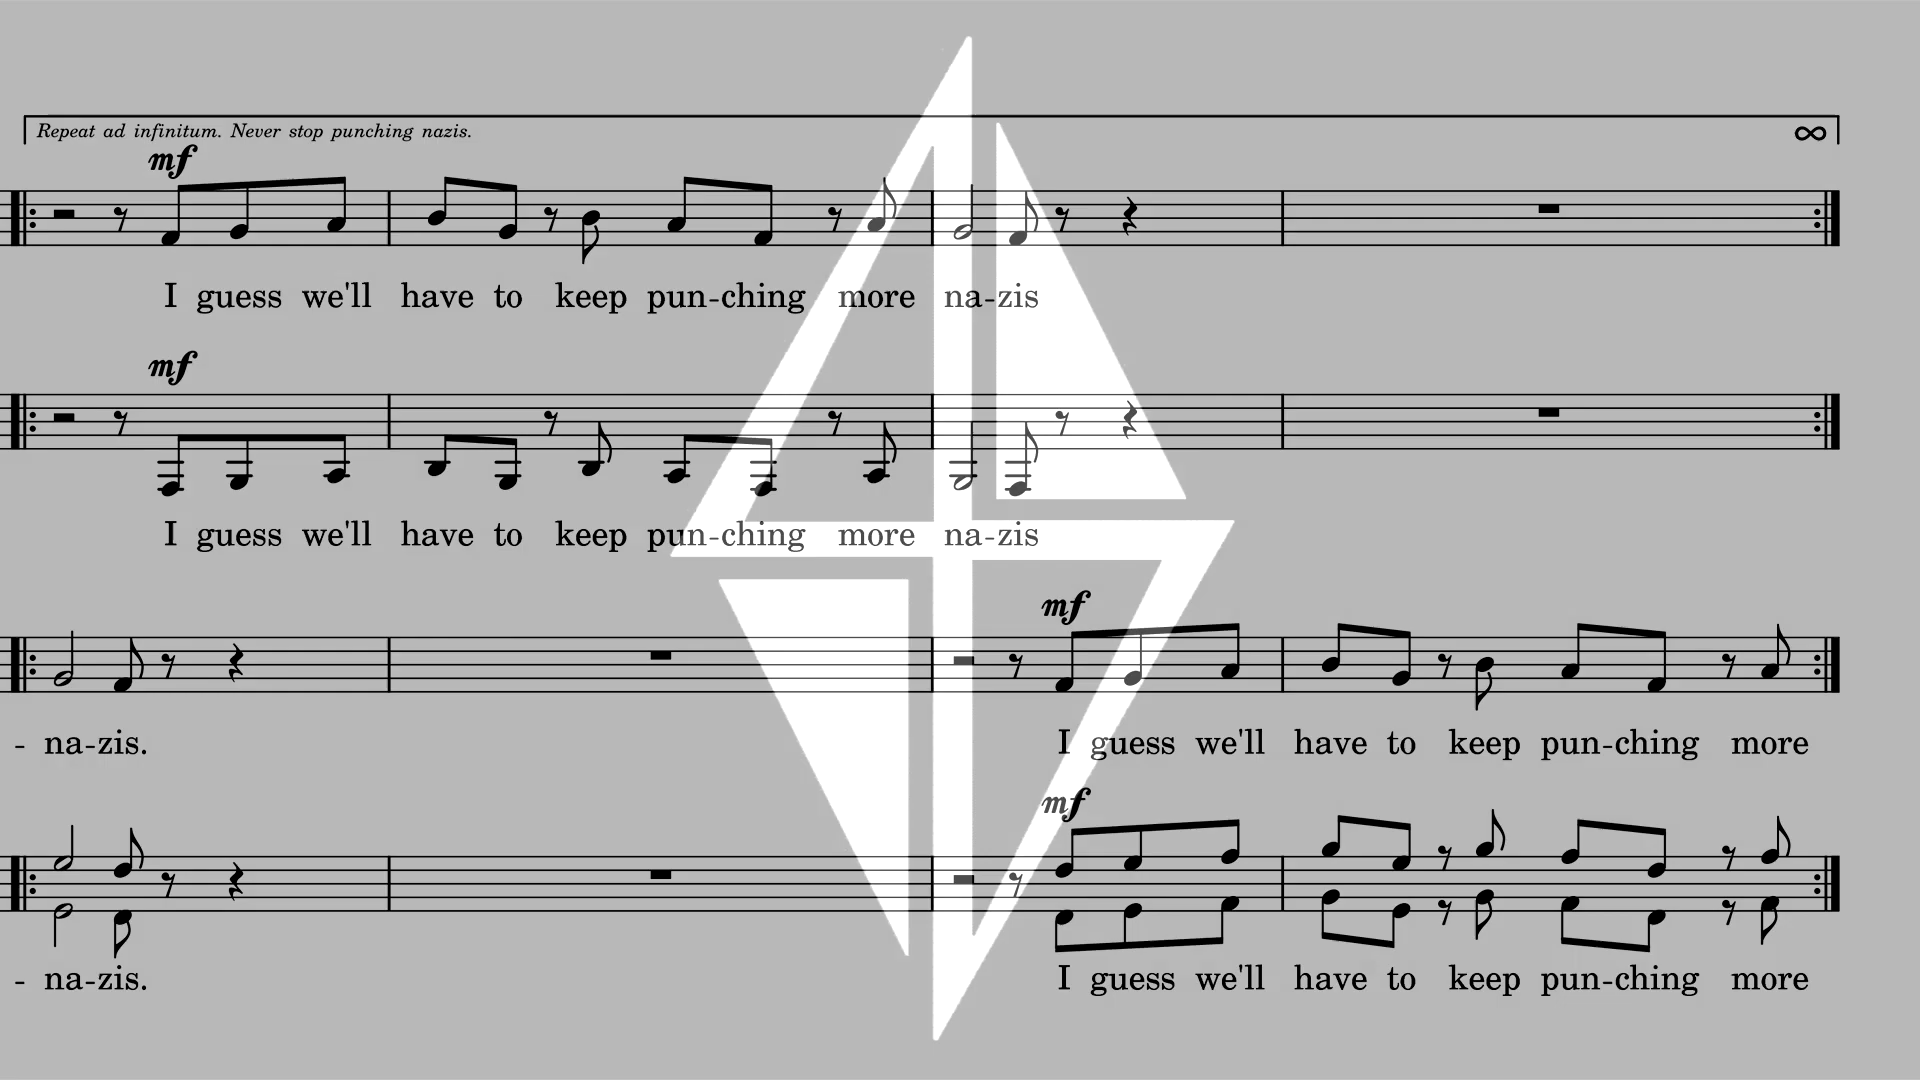 Repeat ad infinitum. Never stop punching nazis.
∞
mf
I guess we'll have to keep pun-ching more na-zis
mf
I guess we'll have to keep pun-ching more na-zis
mf
- na-zis. I guess we'll have to keep pun-ching more
mf
- na-zis. I guess we'll have to keep pun-ching more